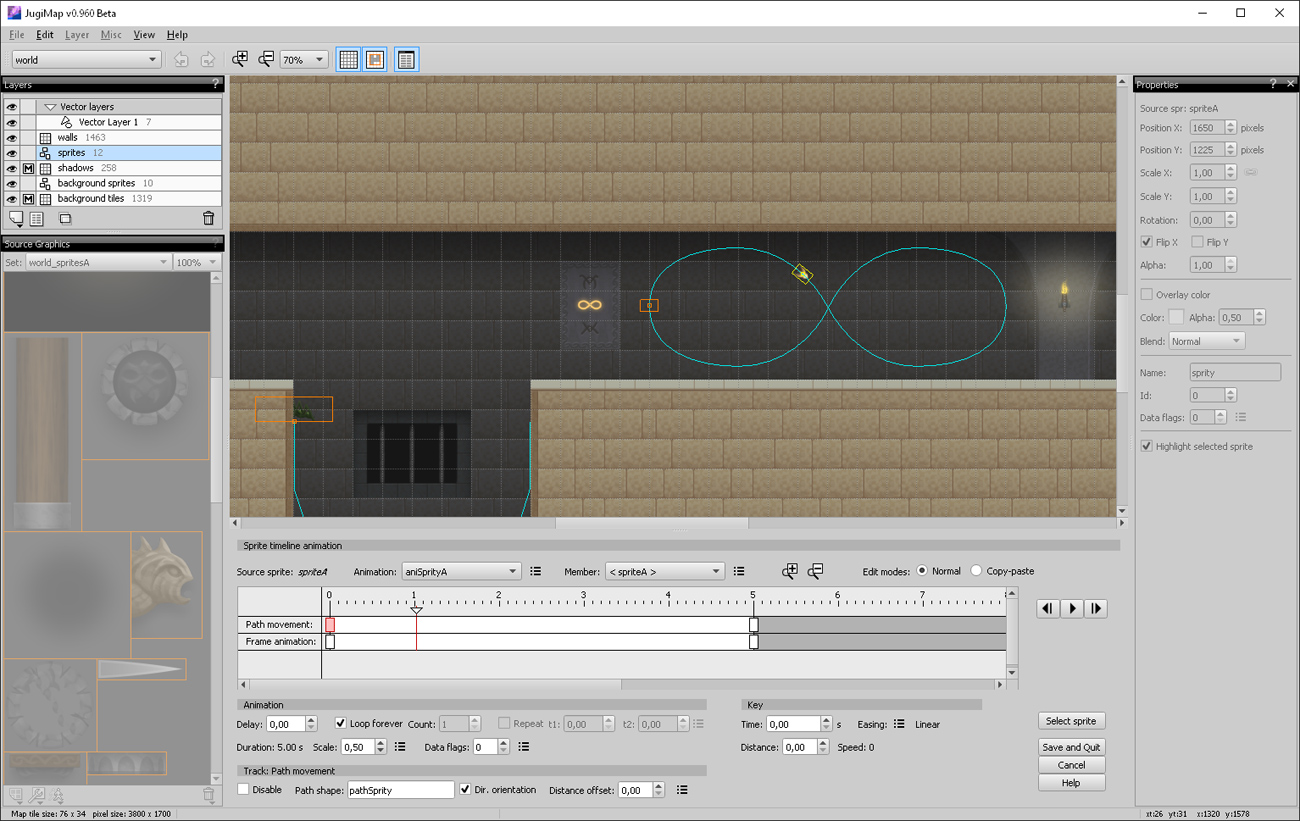 JugiMap v0.960 Beta
File Edit Layer Misc View Help
world 70%
Layers ?
Vector layers
Vector Layer 1 7
walls 1463
sprites 12
M shadows 258
background sprites 10
M background tiles 1319
Source Graphics ?
Set: world_spritesA 100%
Properties ?
Source spr: spriteA
Position X: 1650 pixels
Position Y: 1225 pixels
Scale X: 1,00
Scale Y: 1,00
Rotation: 0,00
Flip X Flip Y
Alpha: 1,00
Overlay color
Color: Alpha: 0,50
Blend: Normal
Name: sprity
Id: 0
Data flags: 0
Highlight selected sprite
Sprite timeline animation
Source sprite: spriteA Animation: aniSprityA Member: < spriteA > Edit modes: Normal Copy-paste
0 1 2 3 4 5 6 7
Path movement:
Frame animation:
Animation
Delay: 0,00 Loop forever Count: 1 Repeat t1: 0,00 t2: 0,00
Duration: 5.00 s Scale: 0,50 Data flags: 0
Track: Path movement
Disable Path shape: pathSprity Dir. orientation Distance offset: 0,00
Key
Time: 0,00 s Easing: Linear
Distance: 0,00 Speed: 0
Select sprite
Save and Quit
Cancel
Help
Map tile size: 76 x 34 pixel size: 3800 x 1700
xt:26 yt:31 x:1320 y:1578